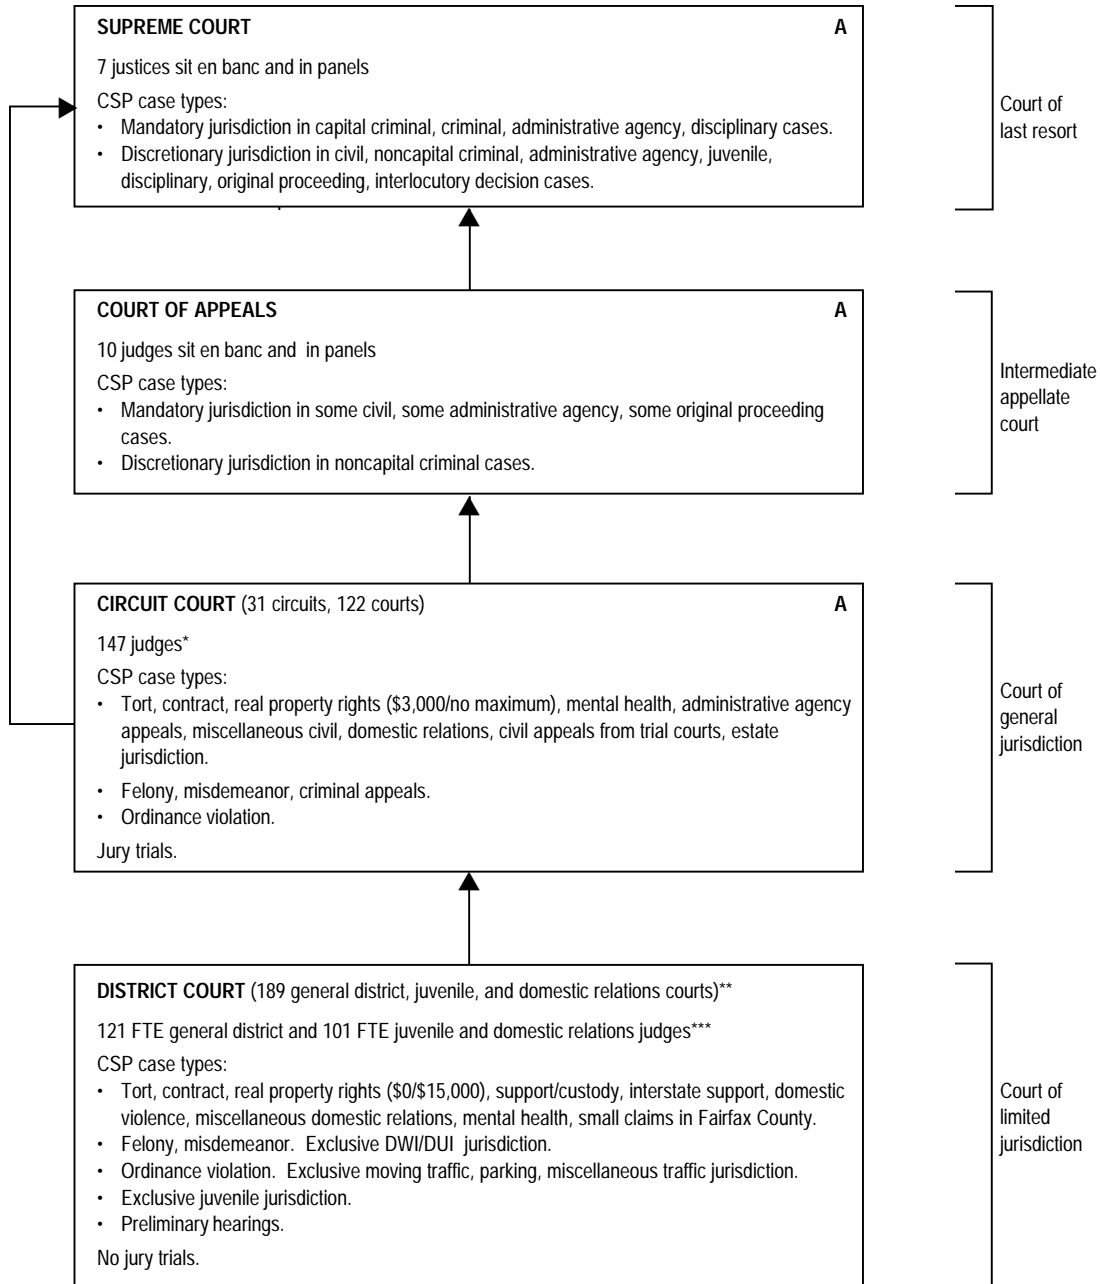 SUPREME COURT A
7 justices sit en banc and in panels
CSP case types:
• Mandatory jurisdiction in capital criminal, criminal, administrative agency, disciplinary cases.
• Discretionary jurisdiction in civil, noncapital criminal, administrative agency, juvenile,
disciplinary, original proceeding, interlocutory decision cases.
Court of
last resort
COURT OF APPEALS A
10 judges sit en banc and in panels
CSP case types:
• Mandatory jurisdiction in some civil, some administrative agency, some original proceeding
cases.
• Discretionary jurisdiction in noncapital criminal cases.
Intermediate
appellate
court
CIRCUIT COURT (31 circuits, 122 courts) A
147 judges*
CSP case types:
• Tort, contract, real property rights ($3,000/no maximum), mental health, administrative agency
appeals, miscellaneous civil, domestic relations, civil appeals from trial courts, estate
jurisdiction.
• Felony, misdemeanor, criminal appeals.
• Ordinance violation.
Jury trials.
Court of
general
jurisdiction
DISTRICT COURT (189 general district, juvenile, and domestic relations courts)**
121 FTE general district and 101 FTE juvenile and domestic relations judges***
CSP case types:
• Tort, contract, real property rights ($0/$15,000), support/custody, interstate support, domestic
violence, miscellaneous domestic relations, mental health, small claims in Fairfax County.
• Felony, misdemeanor. Exclusive DWI/DUI jurisdiction.
• Ordinance violation. Exclusive moving traffic, parking, miscellaneous traffic jurisdiction.
• Exclusive juvenile jurisdiction.
• Preliminary hearings.
No jury trials.
Court of
limited
jurisdiction